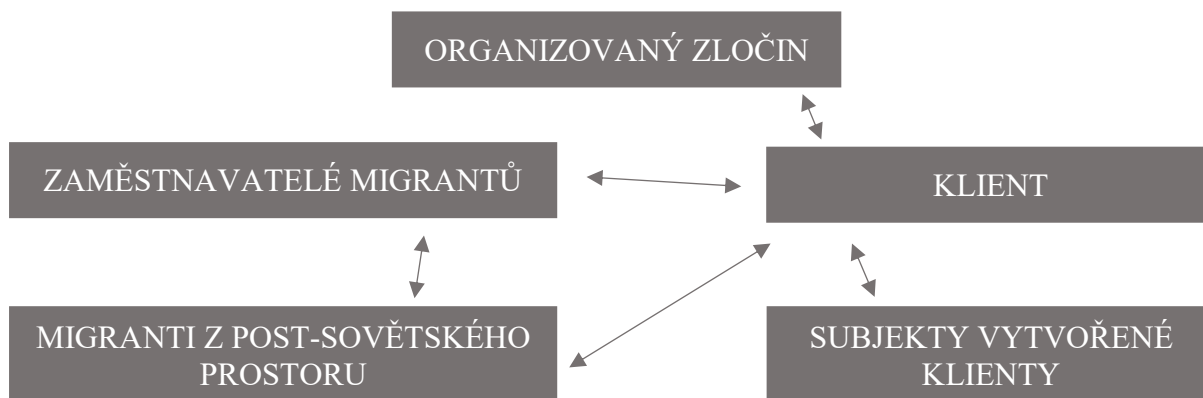 ORGANIZOVANÝ ZLOČIN
ZAMĚSTNAVATELÉ MIGRANTŮ
KLIENT
MIGRANTI Z POST-SOVĚTSKÉHO
PROSTORU
SUBJEKTY VYTVOŘENÉ
KLIENTY